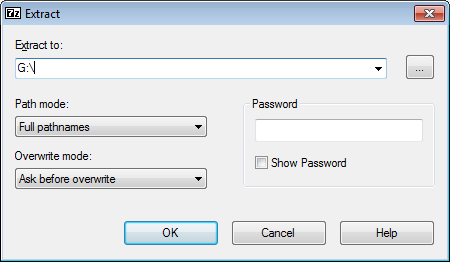 7z Extract
Extract to:
G:\
...
Path mode:
Full pathnames
Password
Overwrite mode:
Show Password
Ask before overwrite
OK Cancel Help